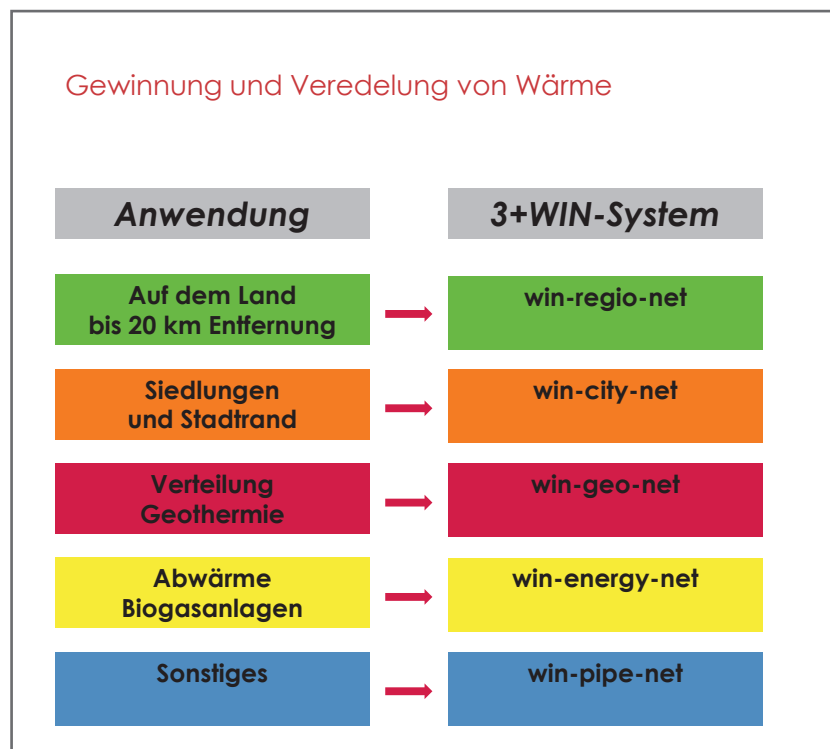 Gewinnung und Veredelung von Wärme
Anwendung
3+WIN-System
Auf dem Land
bis 20 km Entfernung
win-regio-net
Siedlungen
und Stadtrand
win-city-net
Verteilung
Geothermie
win-geo-net
Abwärme
Biogasanlagen
win-energy-net
Sonstiges
win-pipe-net